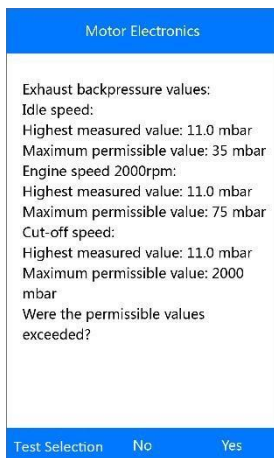 Motor Electronics
Exhaust backpressure values:
Idle speed:
Highest measured value: 11.0 mbar
Maximum permissible value: 35 mbar
Engine speed 2000rpm:
Highest measured value: 11.0 mbar
Maximum permissible value: 75 mbar
Cut-off speed:
Highest measured value: 11.0 mbar
Maximum permissible value: 2000
mbar
Were the permissible values
exceeded?
Test Selection No Yes